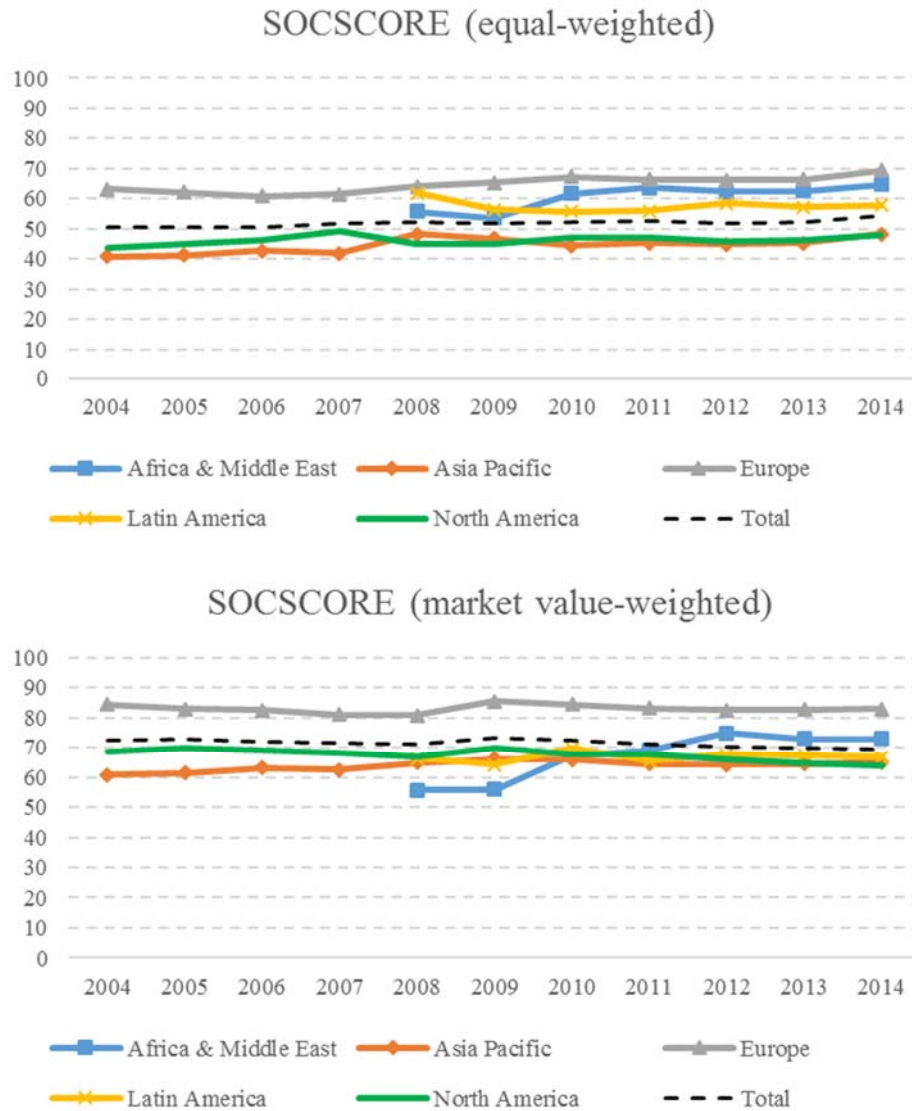 SOCSCORE (equal-weighted)
100
90
80
70
60
50
40
30
20
10
0
2004 2005 2006 2007 2008 2009 2010 2011 2012 2013 2014
Africa & Middle East Asia Pacific Europe
Latin America North America Total
SOCSCORE (market value-weighted)
100
90
80
70
60
50
40
30
20
10
0
2004 2005 2006 2007 2008 2009 2010 2011 2012 2013 2014
Africa & Middle East Asia Pacific Europe
Latin America North America Total